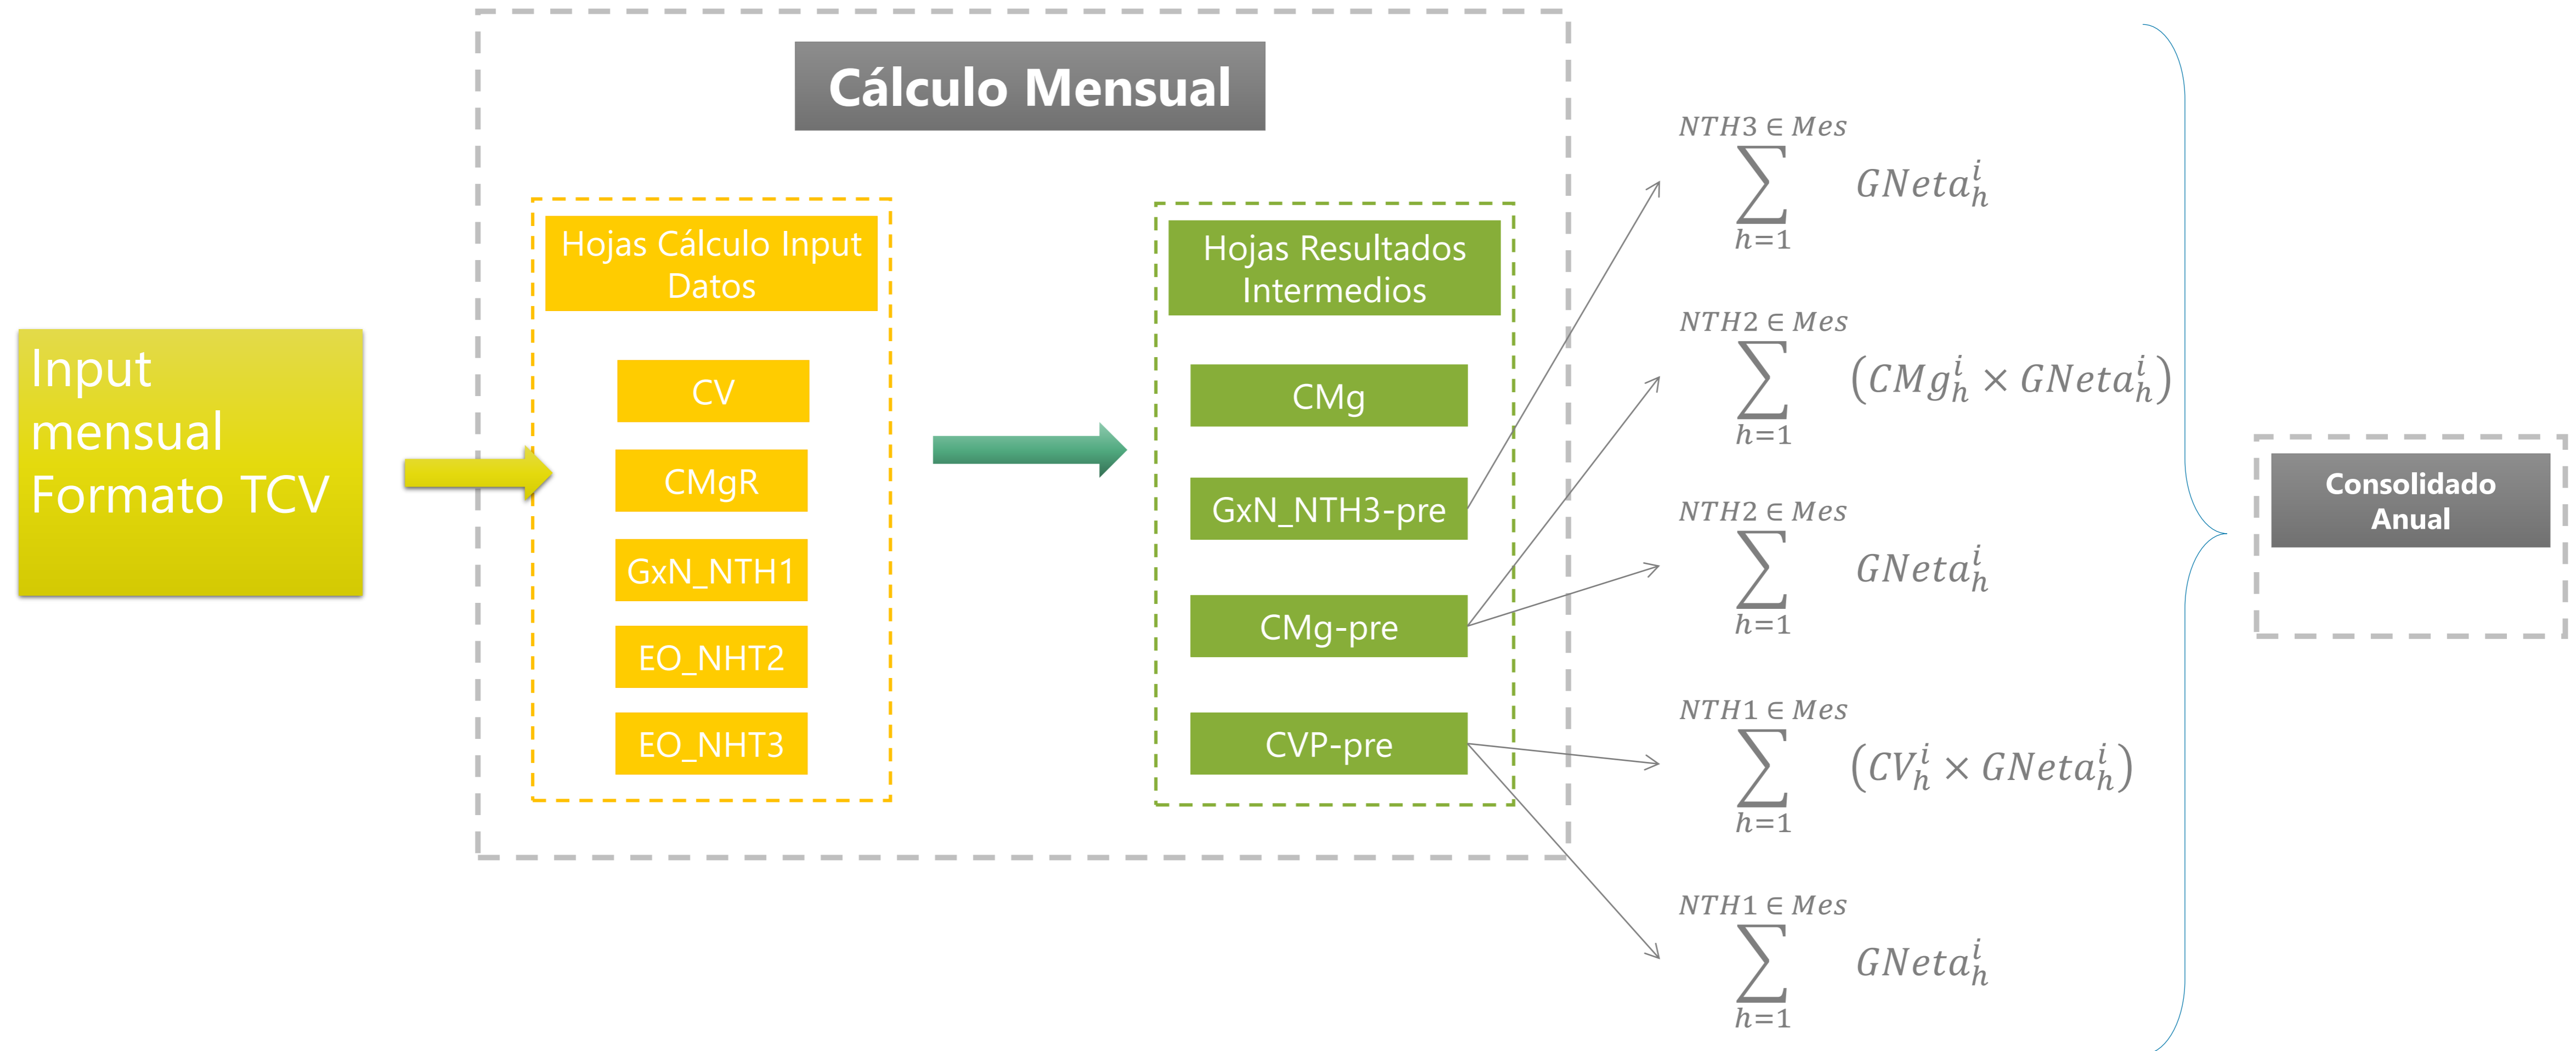 Cálculo Mensual
Input
mensual
Formato TCV
Hojas Cálculo Input
Datos
CV
CMgR
GxN_NTH1
EO_NHT2
EO_NHT3
Hojas Resultados
Intermedios
CMg
GxN_NTH3-pre
CMg-pre
CVP-pre
NTH3 ∈ Mes
∑ GNeta_h^i
h=1
NTH2 ∈ Mes
∑ (CMg_h^i × GNeta_h^i)
h=1
NTH2 ∈ Mes
∑ GNeta_h^i
h=1
NTH1 ∈ Mes
∑ (CV_h^i × GNeta_h^i)
h=1
NTH1 ∈ Mes
∑ GNeta_h^i
h=1
Consolidado
Anual